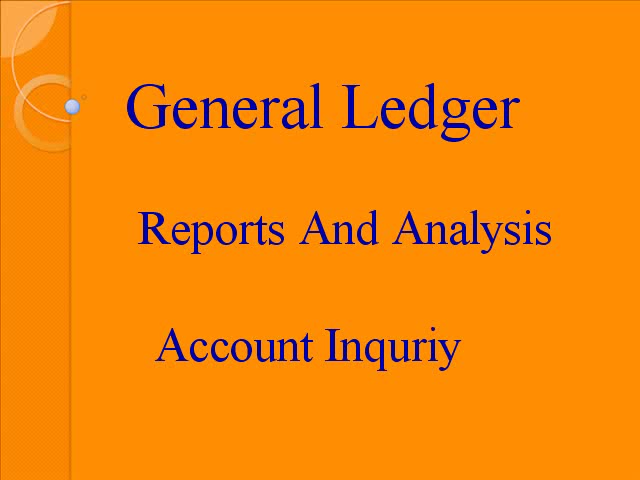 General Ledger
Reports And Analysis
Account Inquriy